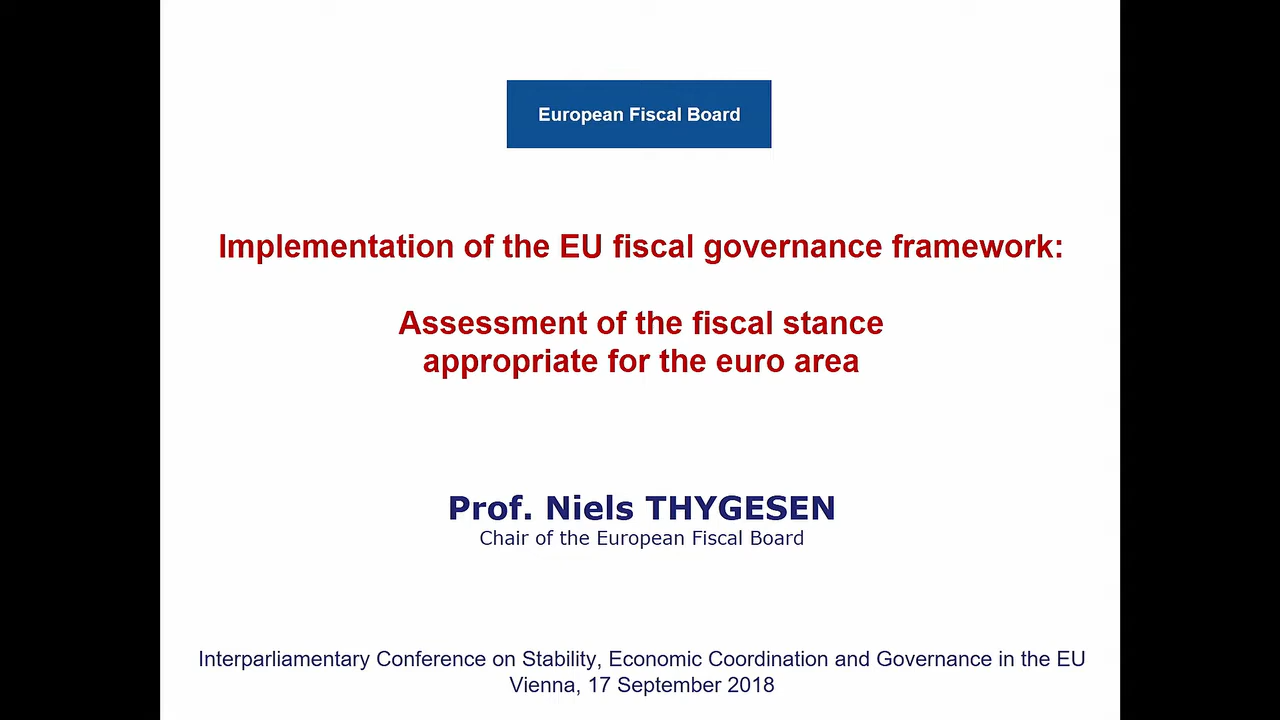 European Fiscal Board
Implementation of the EU fiscal governance framework:
Assessment of the fiscal stance
appropriate for the euro area
Prof. Niels THYGESEN
Chair of the European Fiscal Board
Interparliamentary Conference on Stability, Economic Coordination and Governance in the EU
Vienna, 17 September 2018